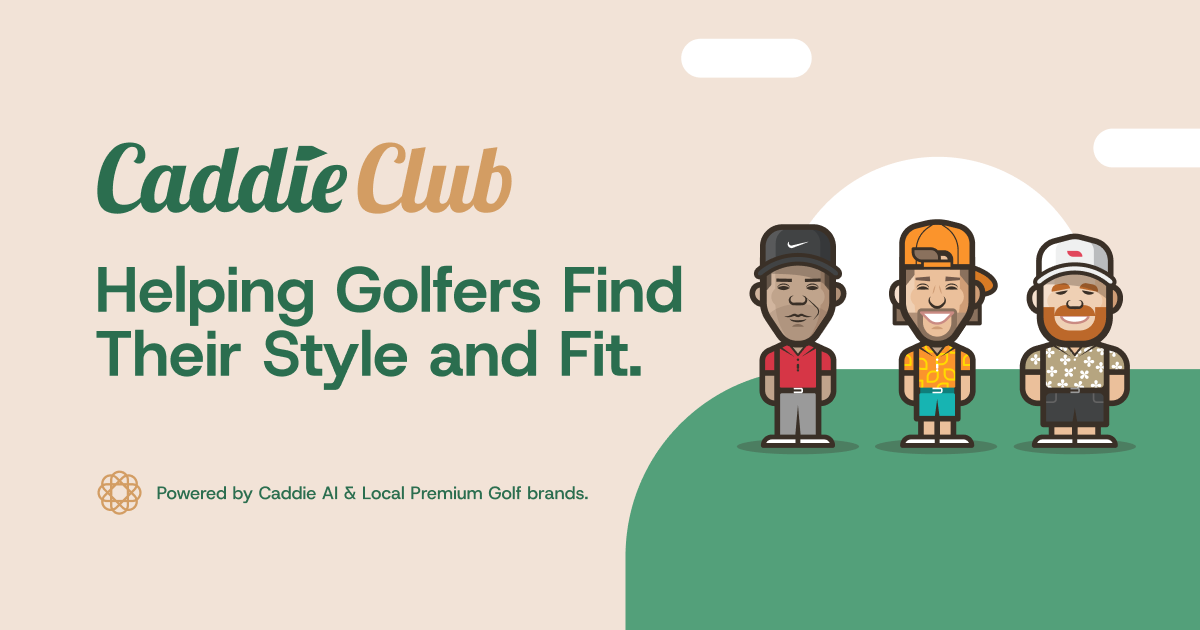 Caddie Club
Helping Golfers Find
Their Style and Fit.
Powered by Caddie AI & Local Premium Golf brands.